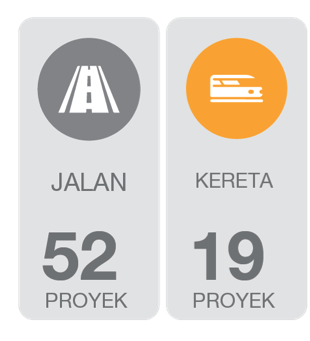 JALAN
52
PROYEK
KERETA
19
PROYEK